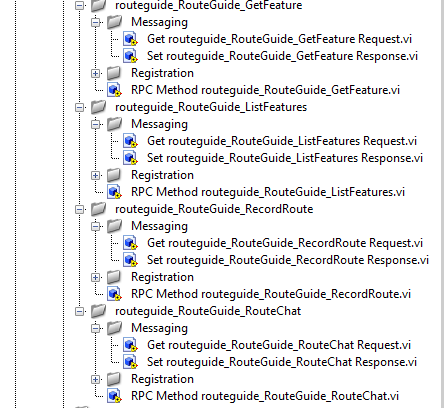 routeguide_RouteGuide_GetFeature
Messaging
Get routeguide_RouteGuide_GetFeature Request.vi
Set routeguide_RouteGuide_GetFeature Response.vi
Registration
RPC Method routeguide_RouteGuide_GetFeature.vi
routeguide_RouteGuide_ListFeatures
Messaging
Get routeguide_RouteGuide_ListFeatures Request.vi
Set routeguide_RouteGuide_ListFeatures Response.vi
Registration
RPC Method routeguide_RouteGuide_ListFeatures.vi
routeguide_RouteGuide_RecordRoute
Messaging
Get routeguide_RouteGuide_RecordRoute Request.vi
Set routeguide_RouteGuide_RecordRoute Response.vi
Registration
RPC Method routeguide_RouteGuide_RecordRoute.vi
routeguide_RouteGuide_RouteChat
Messaging
Get routeguide_RouteGuide_RouteChat Request.vi
Set routeguide_RouteGuide_RouteChat Response.vi
Registration
RPC Method routeguide_RouteGuide_RouteChat.vi